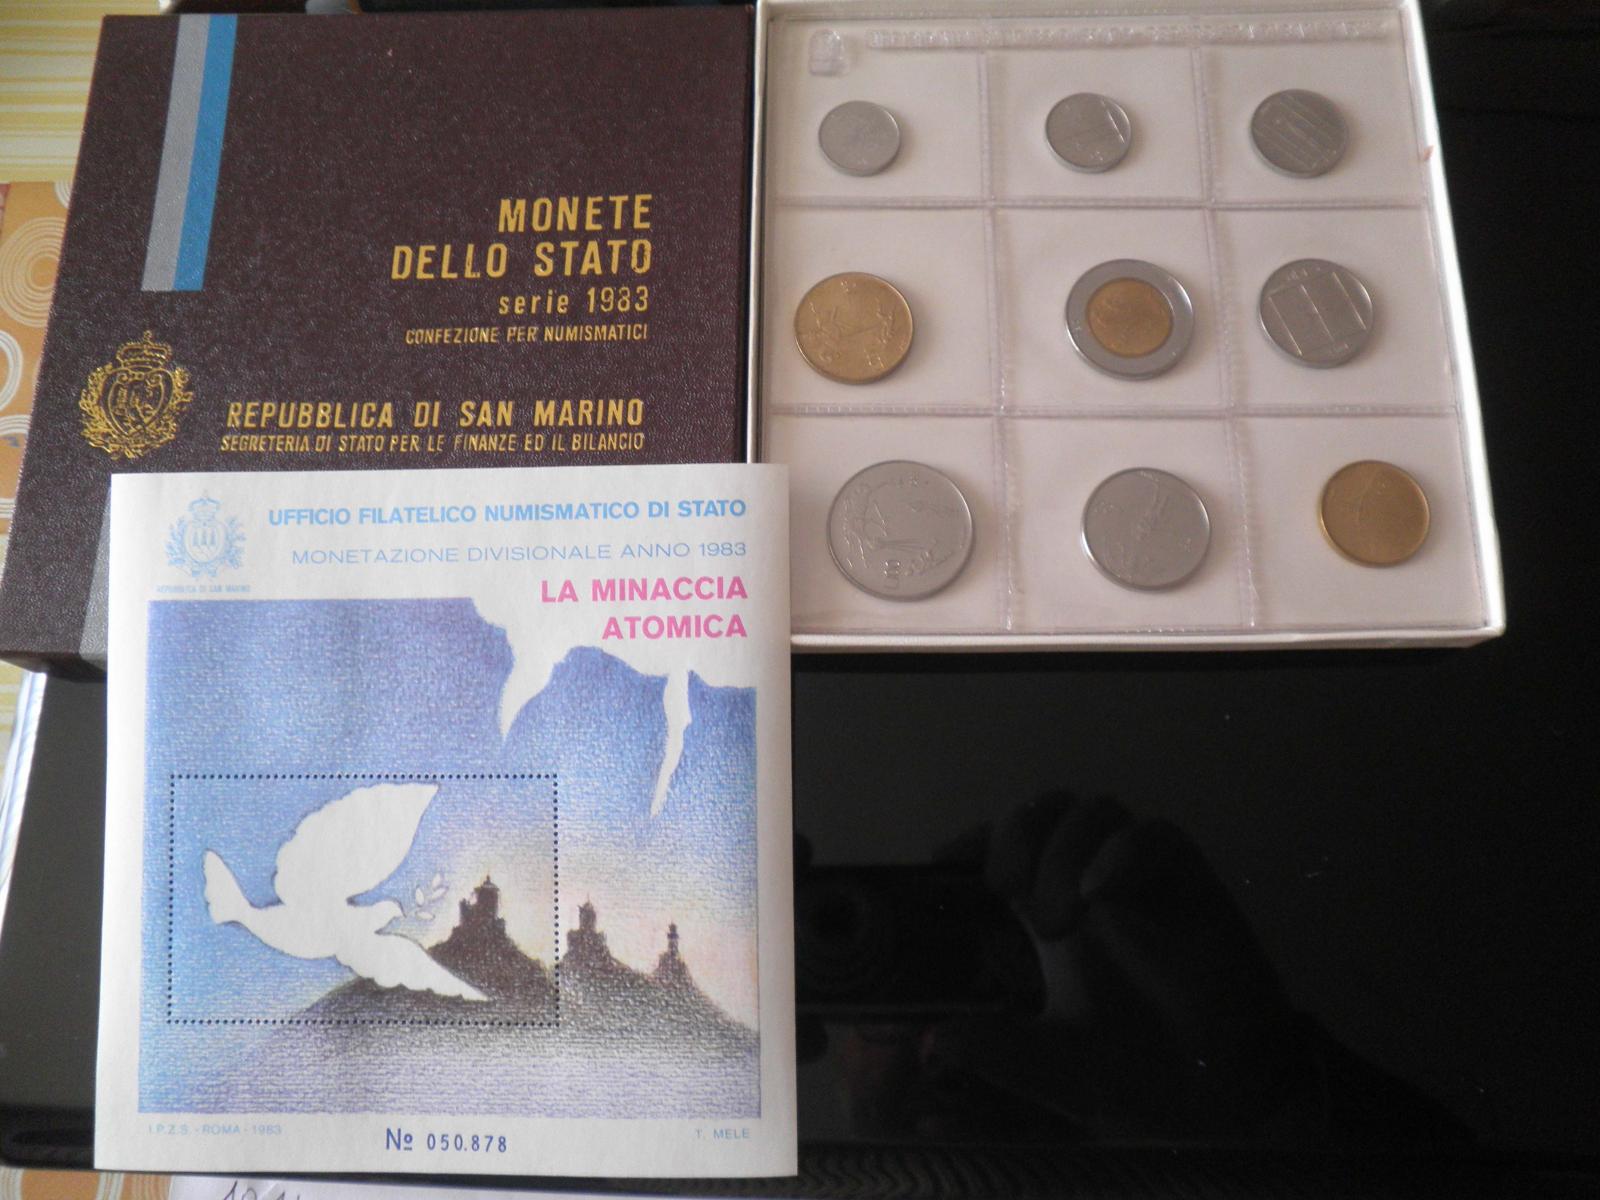 MONETE
DELLO STATO
serie 1983
CONFEZIONE PER NUMISMATICI
REPUBBLICA DI SAN MARINO
SEGRETERIA DI STATO PER LE FINANZE ED IL BILANCIO
UFFICIO FILATELICO NUMISMATICO DI STATO
MONETAZIONE DIVISIONALE ANNO 1983
REPUBBLICA DI SAN MARINO
LA MINACCIA
ATOMICA
I.P.Z.S. - ROMA - 1983
T. MELE
Nº 050.878